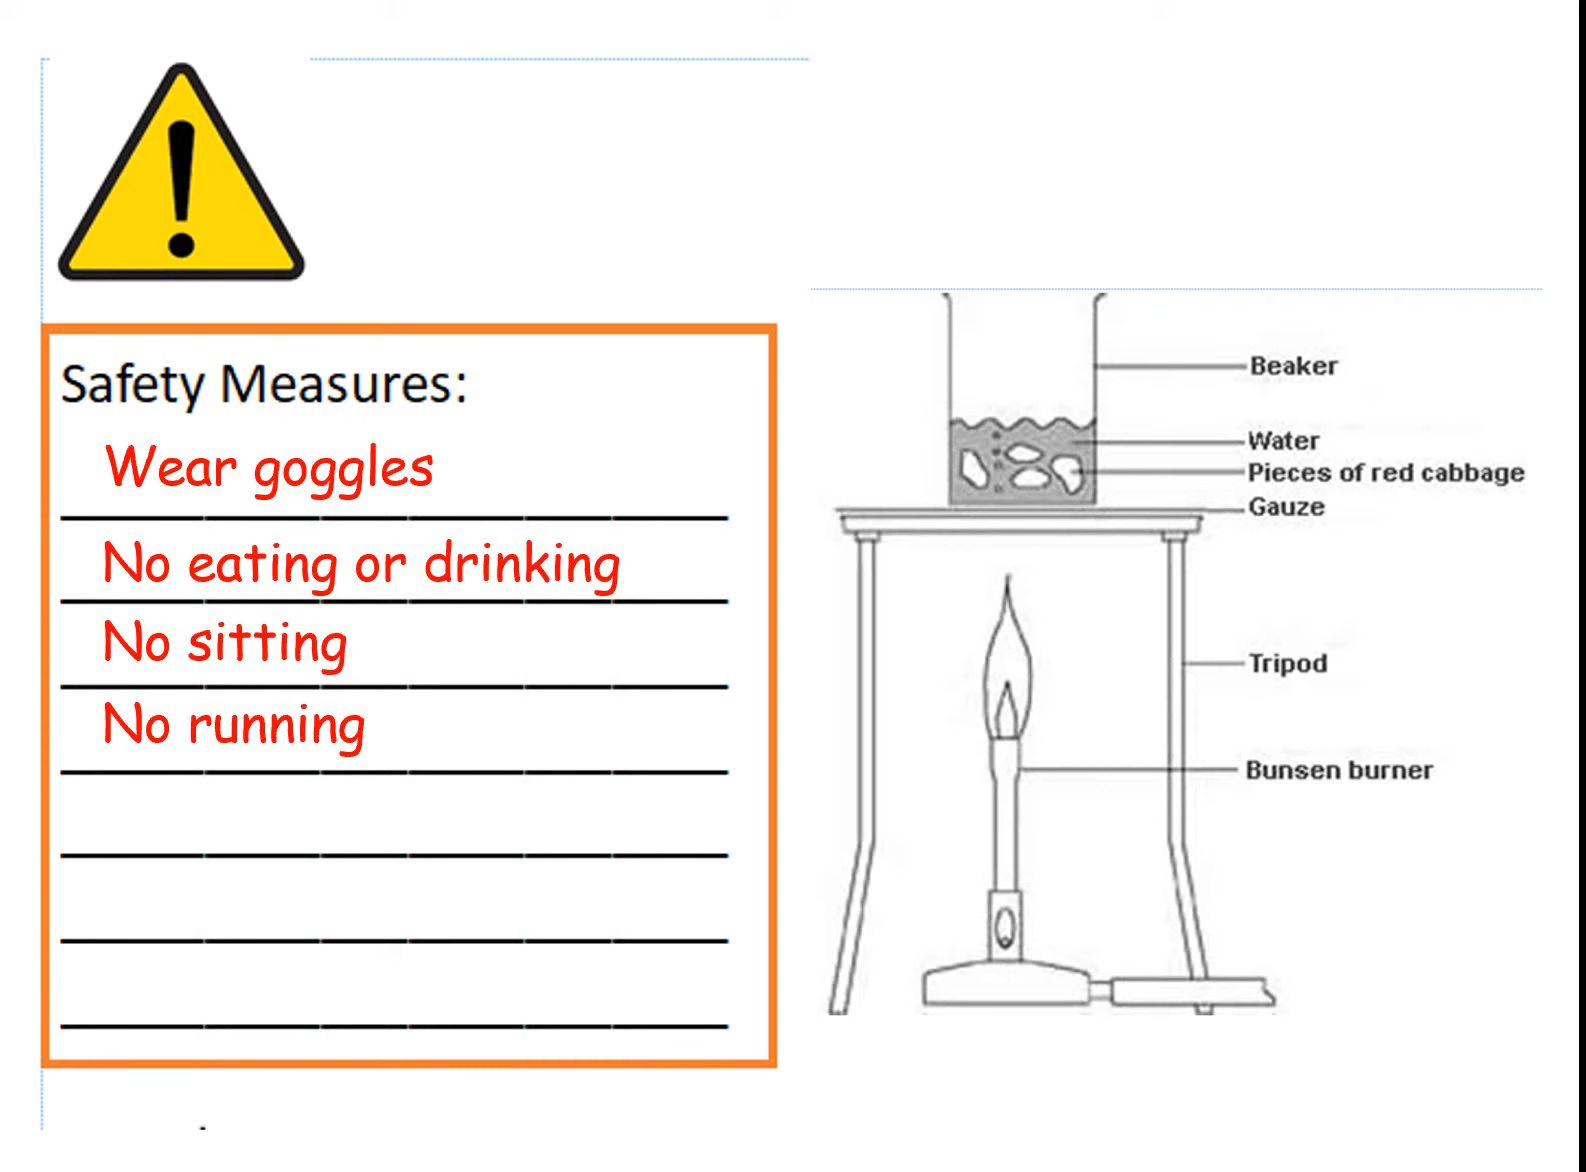 Safety Measures:
Wear goggles
No eating or drinking
No sitting
No running
Beaker
Water
Pieces of red cabbage
Gauze
Tripod
Bunsen burner